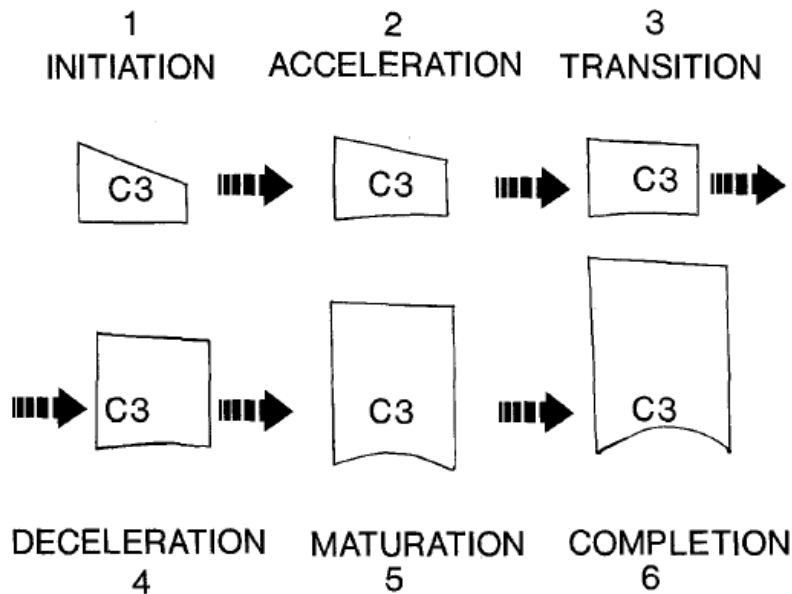 1 2 3
INITIATION ACCELERATION TRANSITION
C3 C3 C3
C3 C3 C3
DECELERATION MATURATION COMPLETION
4 5 6